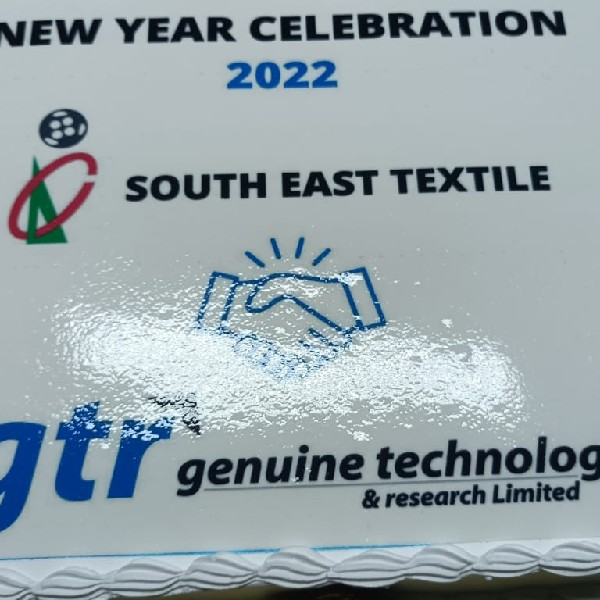 NEW YEAR CELEBRATION
2022
SOUTH EAST TEXTILE
gtr
genuine technolog
& research Limited